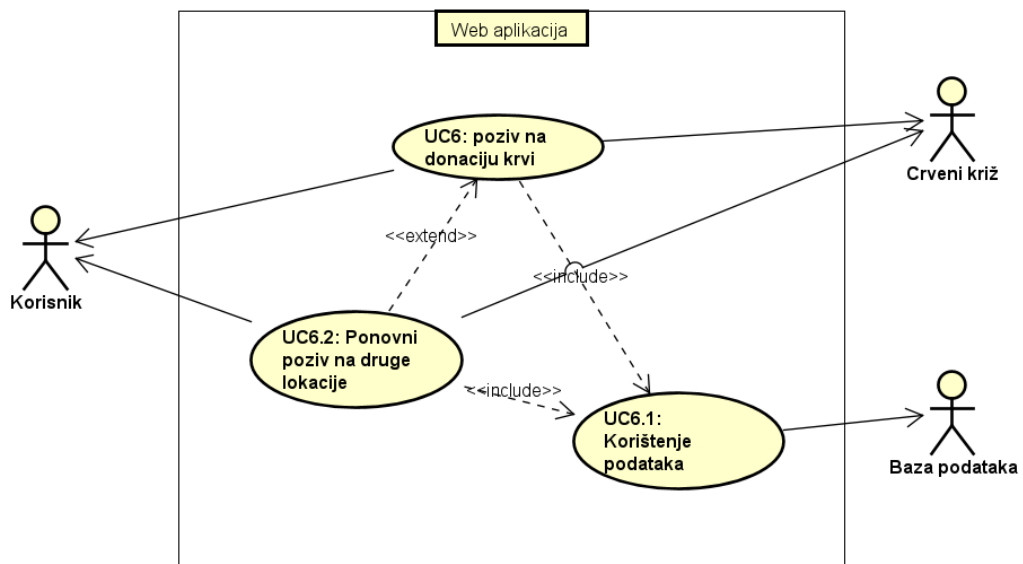 Web aplikacija
UC6: poziv na
donaciju krvi
Crveni križ
<<extend>>
Korisnik
<<include>>
UC6.2: Ponovni
poziv na druge
lokacije
<<include>>
UC6.1:
Korištenje
podataka
Baza podataka